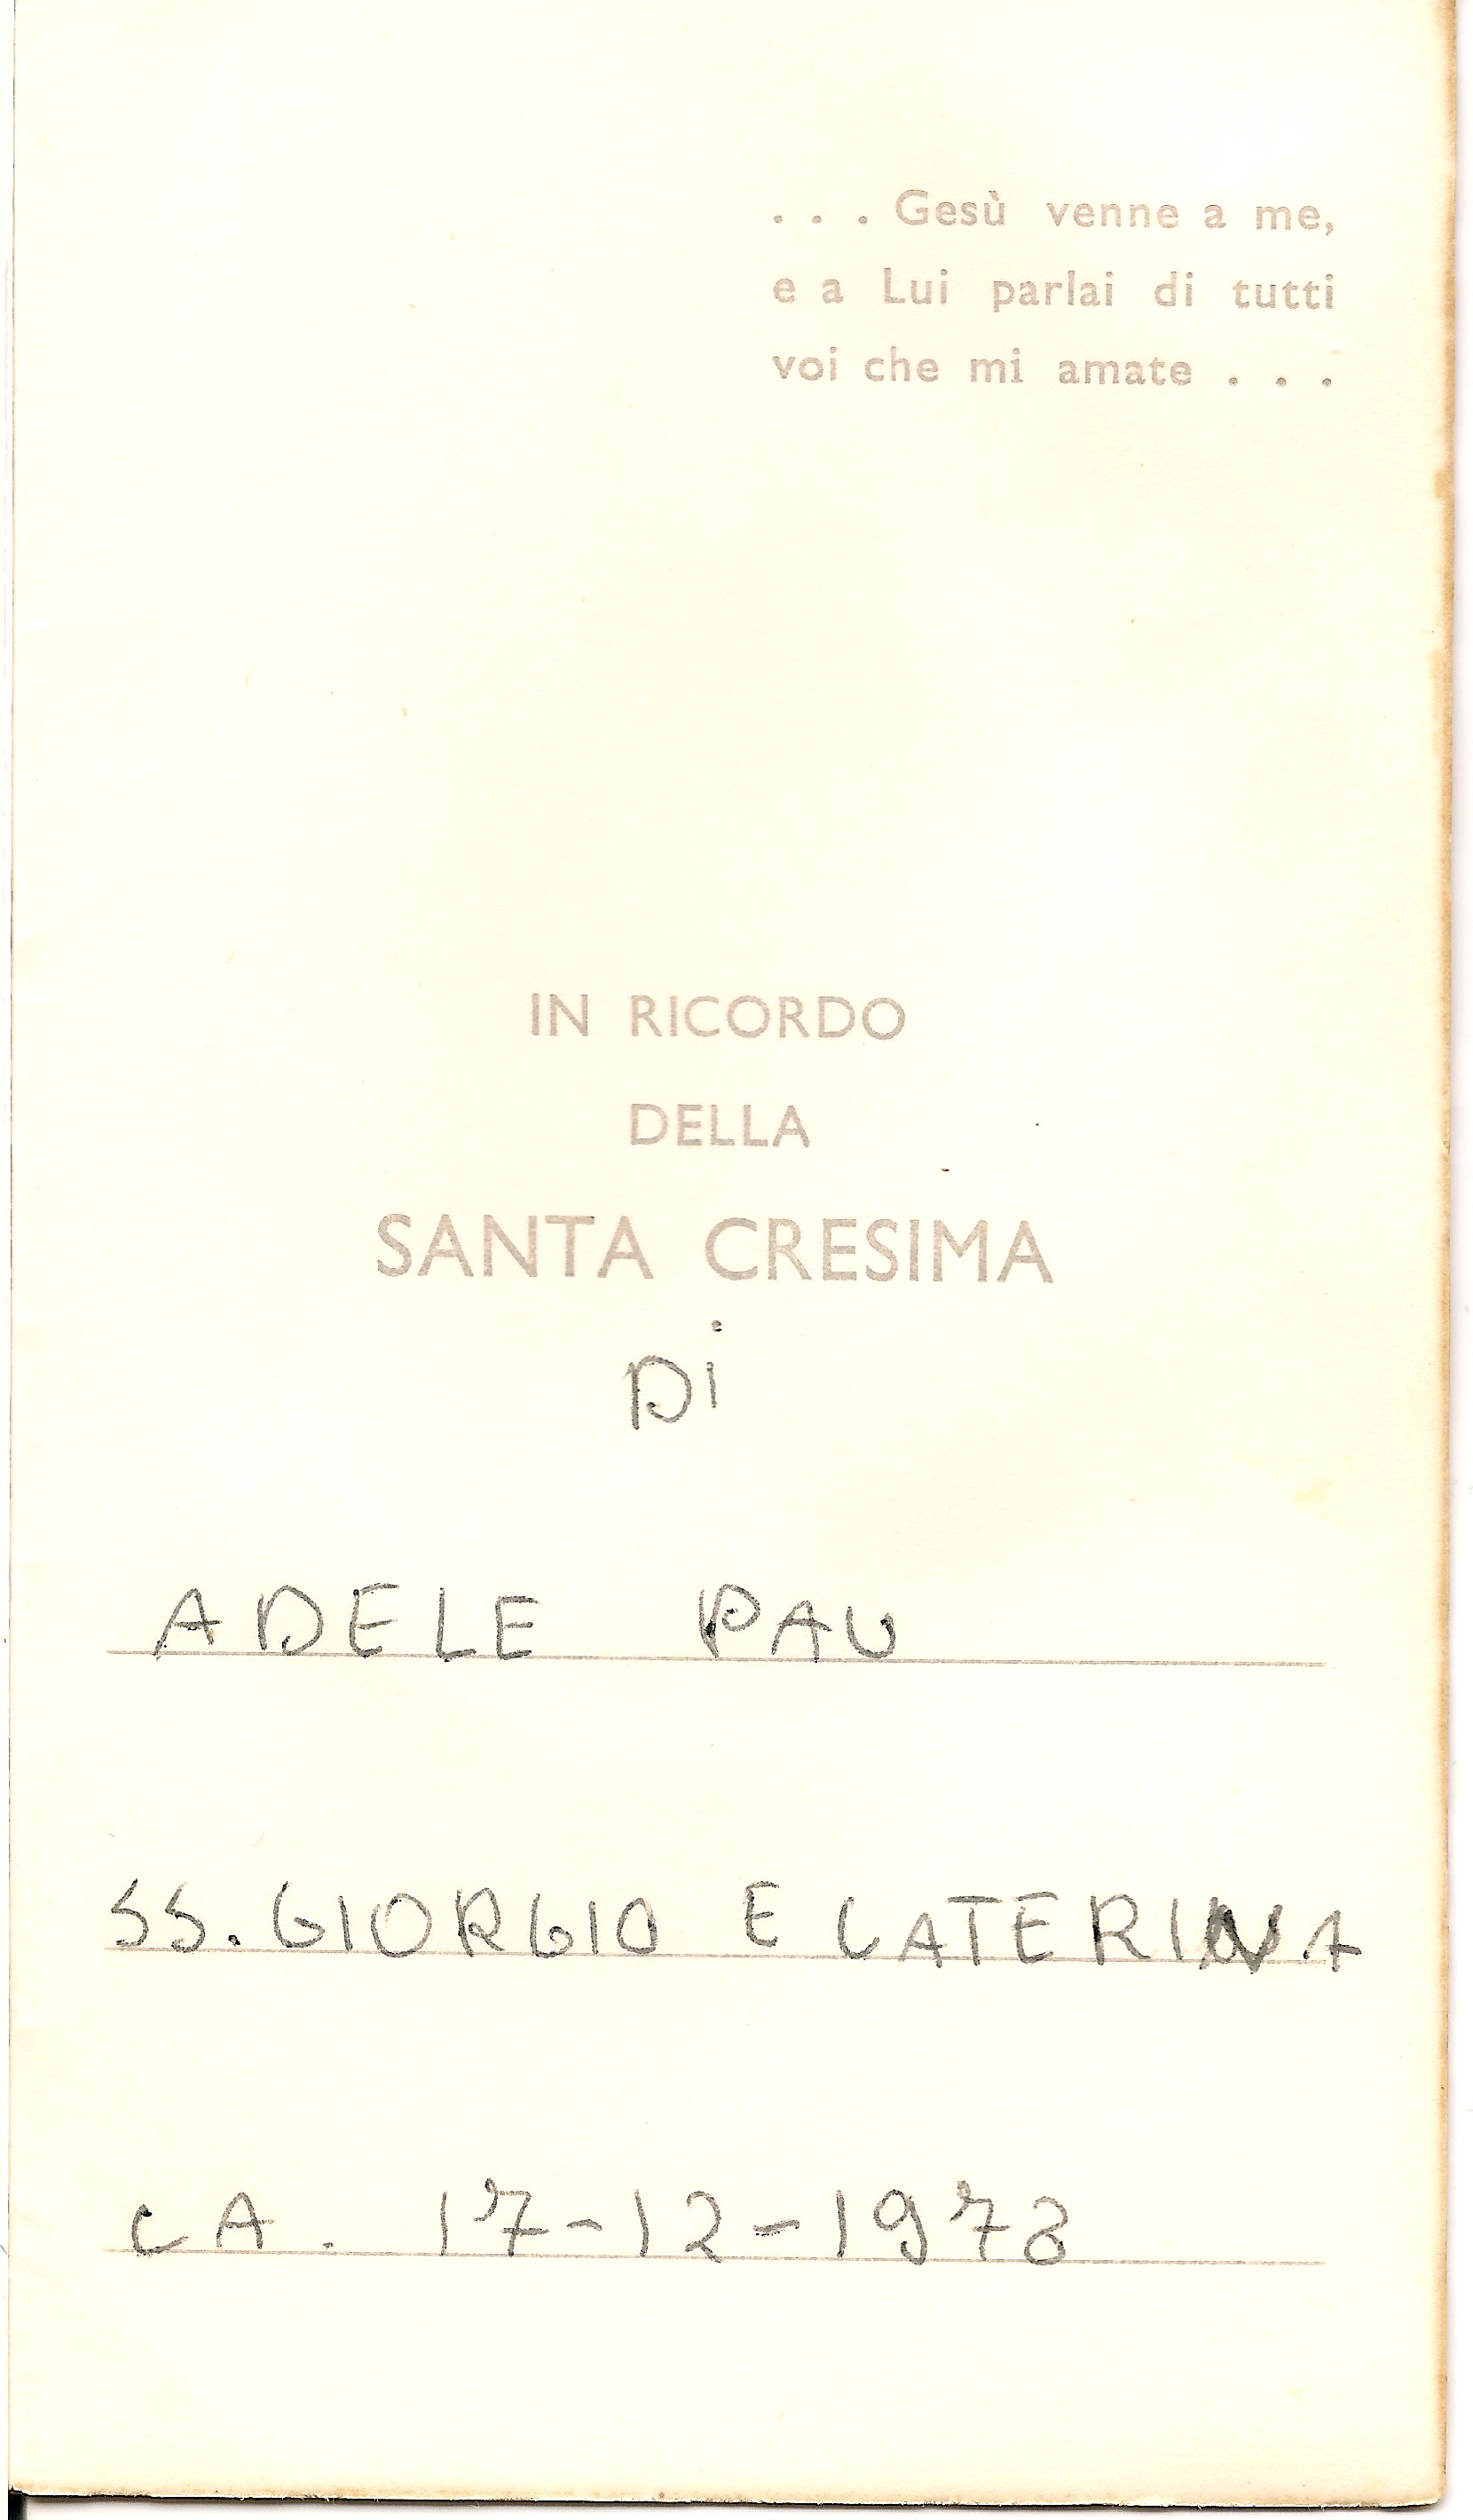 . . . Gesù venne a me,
e a Lui parlai di tutti
voi che mi amate . . .
IN RICORDO
DELLA
SANTA CRESIMA
Di
ADELE PAU
SS. GIORGIO E CATERINA
CA. 17-12-1978